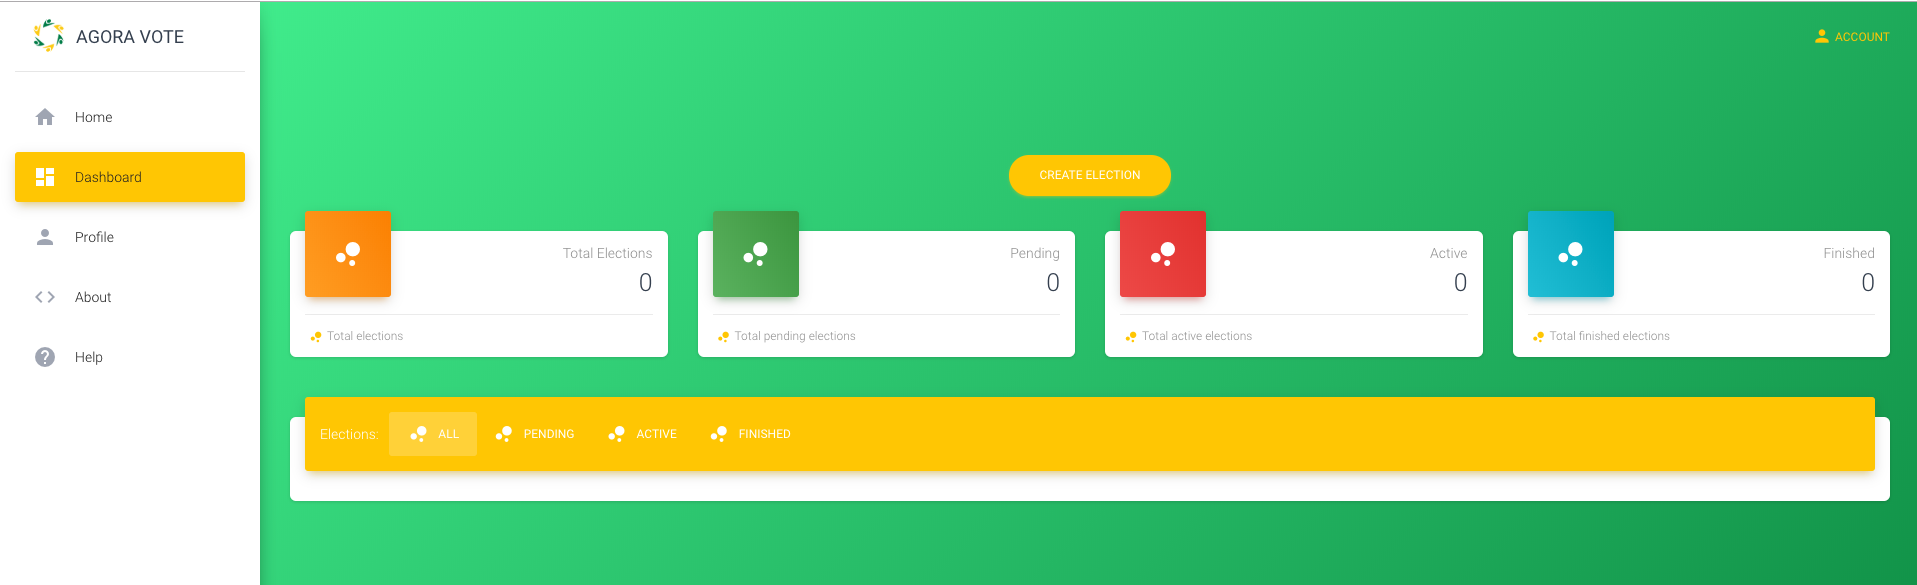 AGORA VOTE
ACCOUNT
Home
Dashboard
Profile
About
Help
CREATE ELECTION
Total Elections
0
Total elections
Pending
0
Total pending elections
Active
0
Total active elections
Finished
0
Total finished elections
Elections: ALL PENDING ACTIVE FINISHED